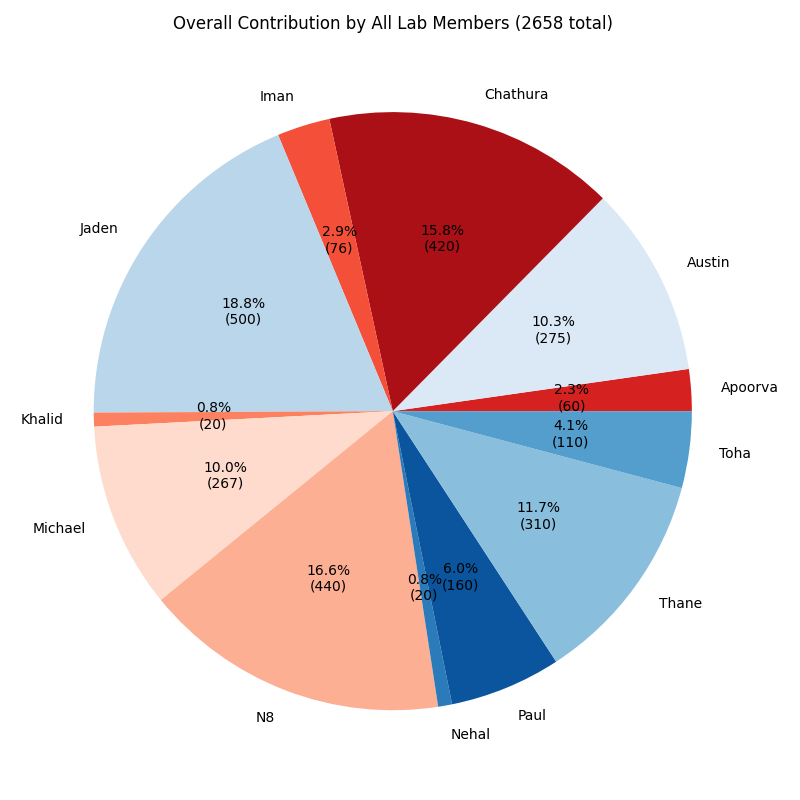 Overall Contribution by All Lab Members (2658 total)
Apoorva
2.3%
(60)
Austin
10.3%
(275)
Chathura
15.8%
(420)
Iman
2.9%
(76)
Jaden
18.8%
(500)
Khalid
0.8%
(20)
Michael
10.0%
(267)
N8
16.6%
(440)
Nehal
0.8%
(20)
Paul
6.0%
(160)
Thane
11.7%
(310)
Toha
4.1%
(110)